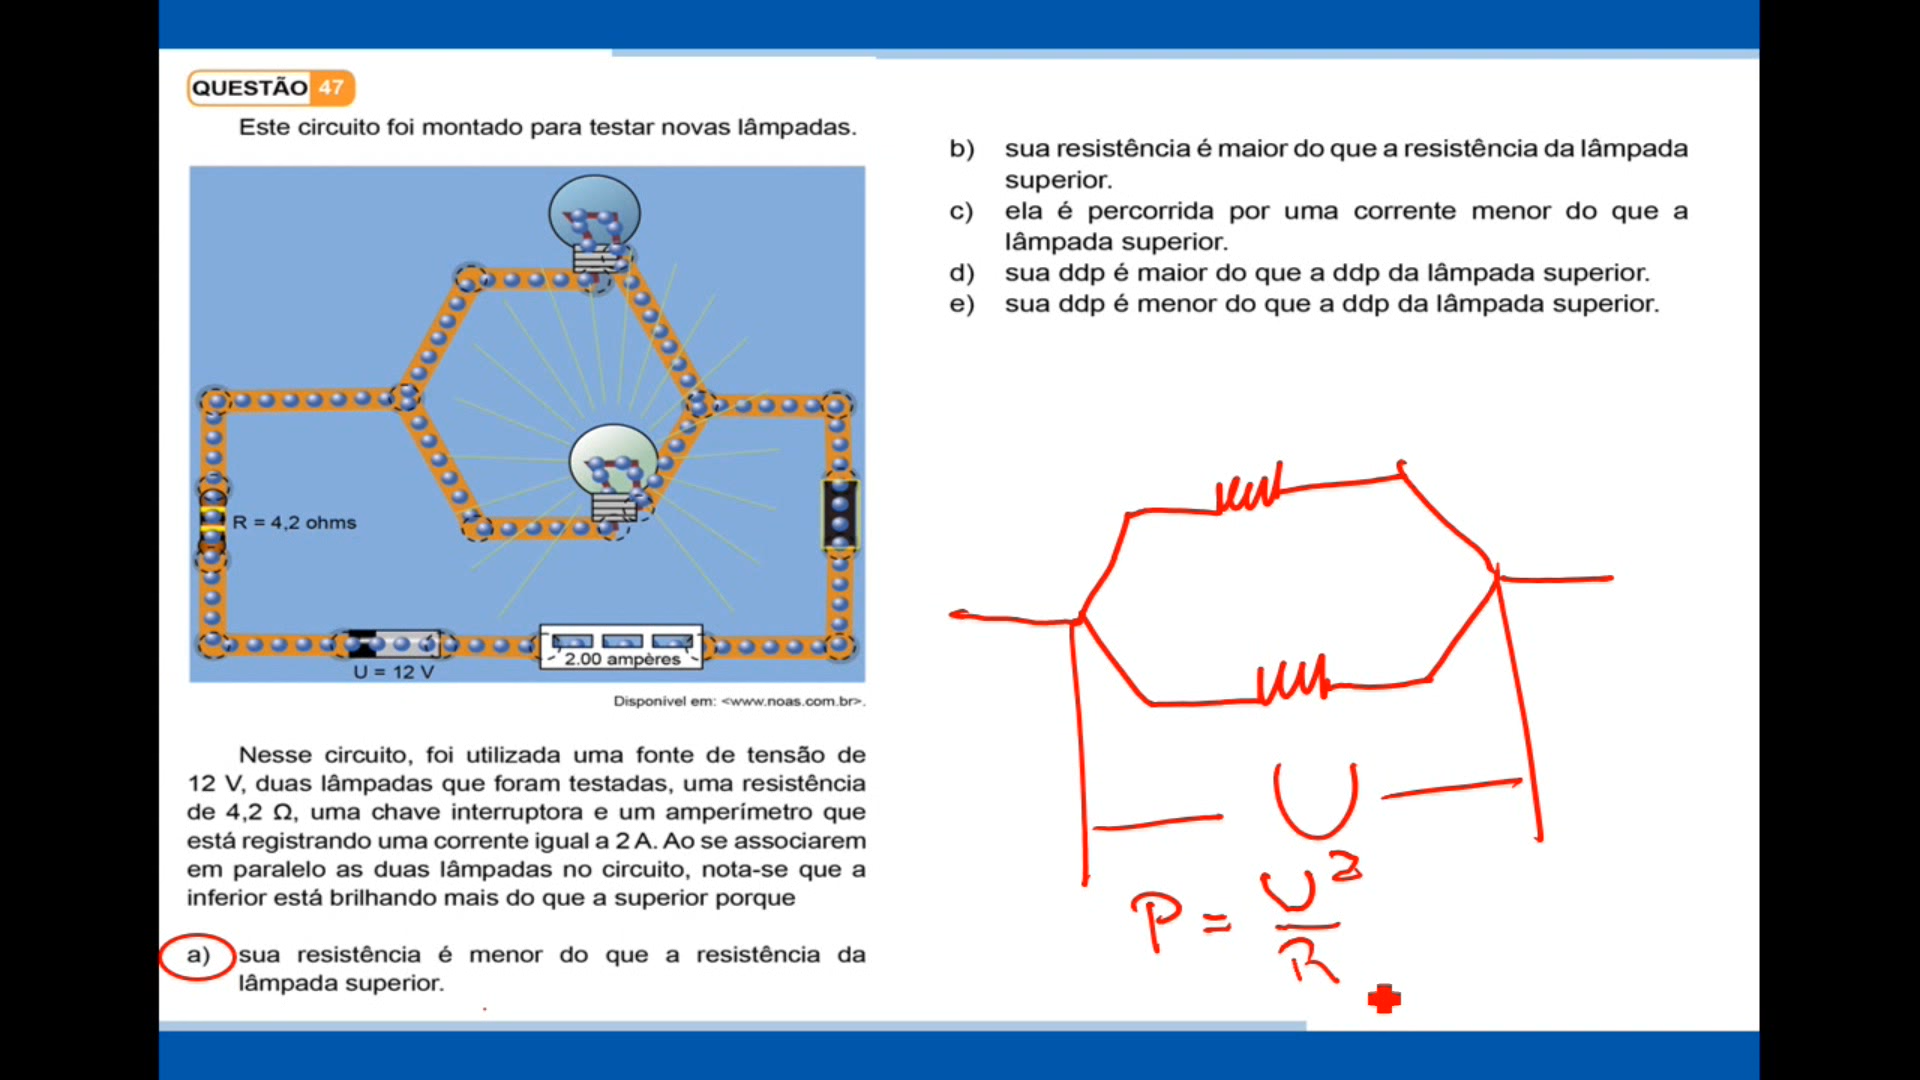 QUESTÃO 47
Este circuito foi montado para testar novas lâmpadas.
R = 4,2 ohms
2.00 ampères
U = 12 V
Disponível em: <www.noas.com.br>.
Nesse circuito, foi utilizada uma fonte de tensão de
12 V, duas lâmpadas que foram testadas, uma resistência
de 4,2 Ω, uma chave interruptora e um amperímetro que
está registrando uma corrente igual a 2 A. Ao se associarem
em paralelo as duas lâmpadas no circuito, nota-se que a
inferior está brilhando mais do que a superior porque
a) sua resistência é menor do que a resistência da
lâmpada superior.
b) sua resistência é maior do que a resistência da lâmpada
superior.
c) ela é percorrida por uma corrente menor do que a
lâmpada superior.
d) sua ddp é maior do que a ddp da lâmpada superior.
e) sua ddp é menor do que a ddp da lâmpada superior.
U
P = U²/R